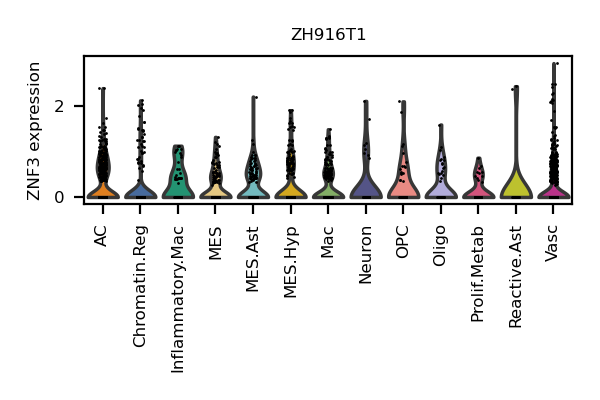 ZH916T1
ZNF3 expression
2
0
AC
Chromatin.Reg
Inflammatory.Mac
MES
MES.Ast
MES.Hyp
Mac
Neuron
OPC
Oligo
Prolif.Metab
Reactive.Ast
Vasc